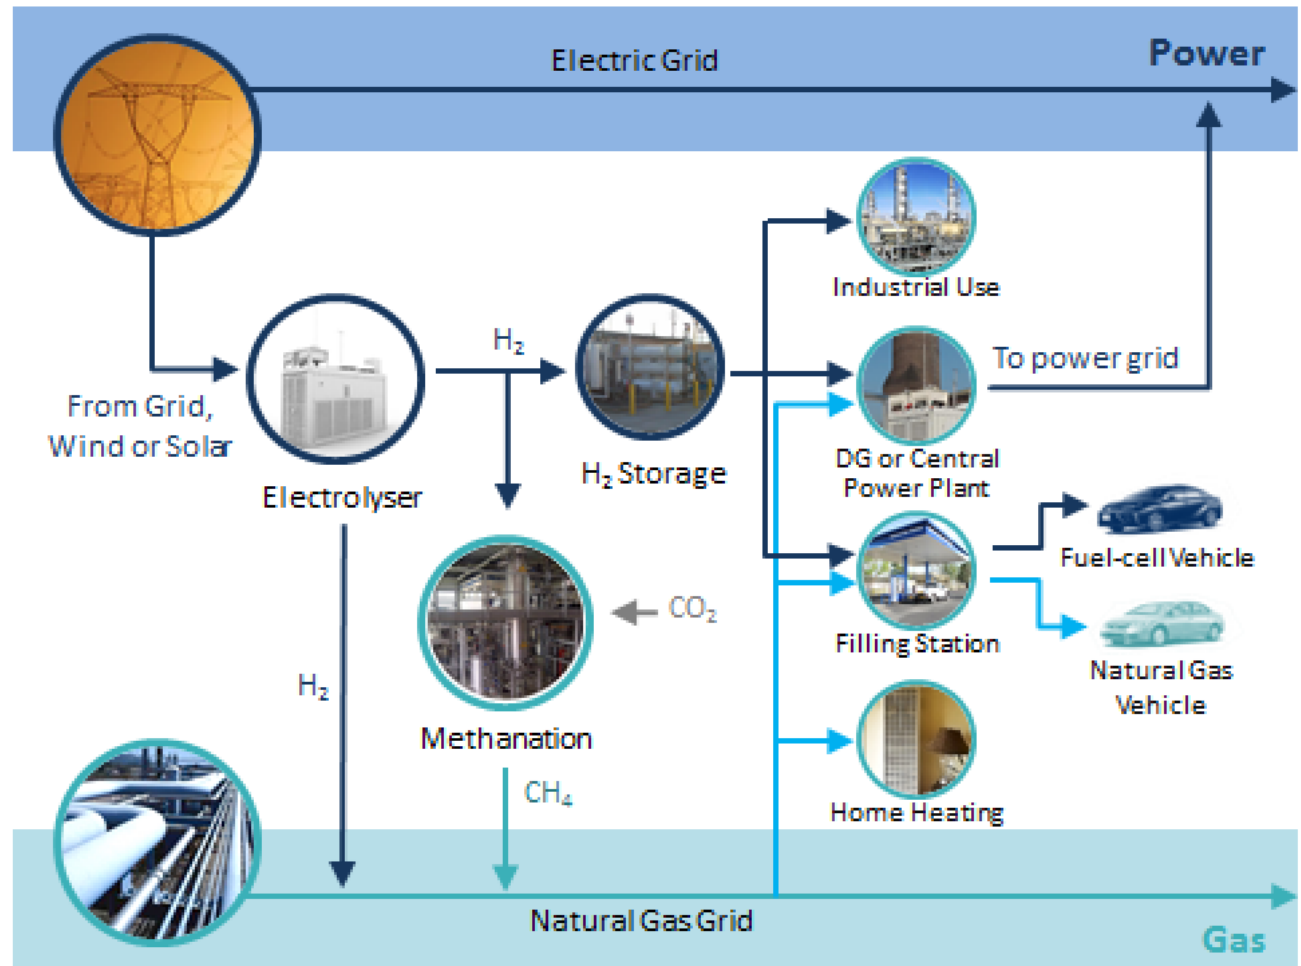 Electric Grid
Power
Industrial Use
H₂
To power grid
From Grid,
Wind or Solar
DG or Central
Power Plant
H₂ Storage
Electrolyser
Fuel-cell Vehicle
CO₂
Filling Station
Natural Gas
Vehicle
H₂
Methanation
CH₄
Home Heating
Natural Gas Grid
Gas